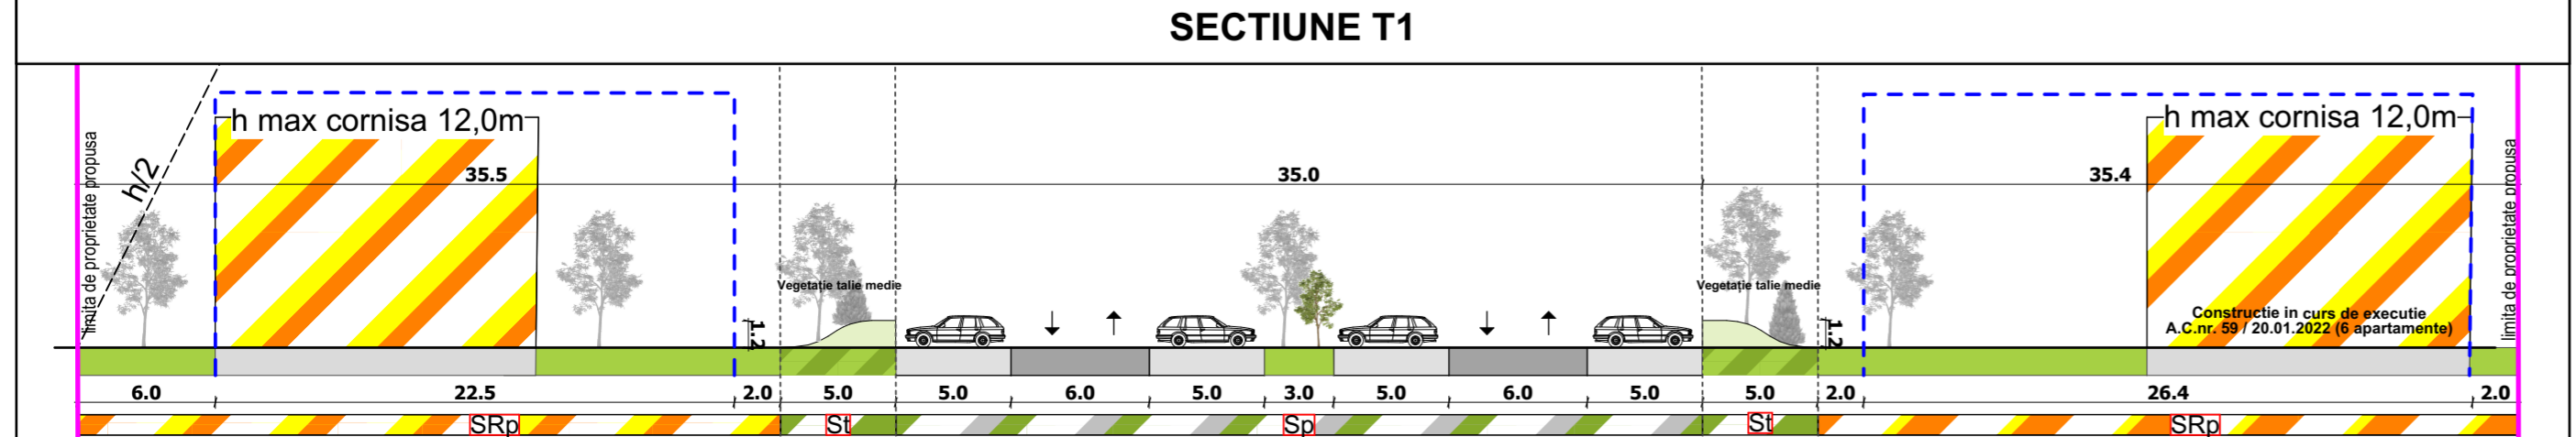 SECTIUNE T1
h max cornisa 12,0m
h max cornisa 12,0m
limita de proprietate propusa
h/2
35.5
35.0
35.4
limita de proprietate propusa
Vegetație talie medie
Vegetație talie medie
Constructie in curs de executie
A.C.nr. 59 / 20.01.2022 (6 apartamente)
1.2
1.2
6.0 22.5 2.0 5.0 5.0 6.0 5.0 3.0 5.0 6.0 5.0 5.0 2.0 26.4 2.0
SRp St Sp St SRp